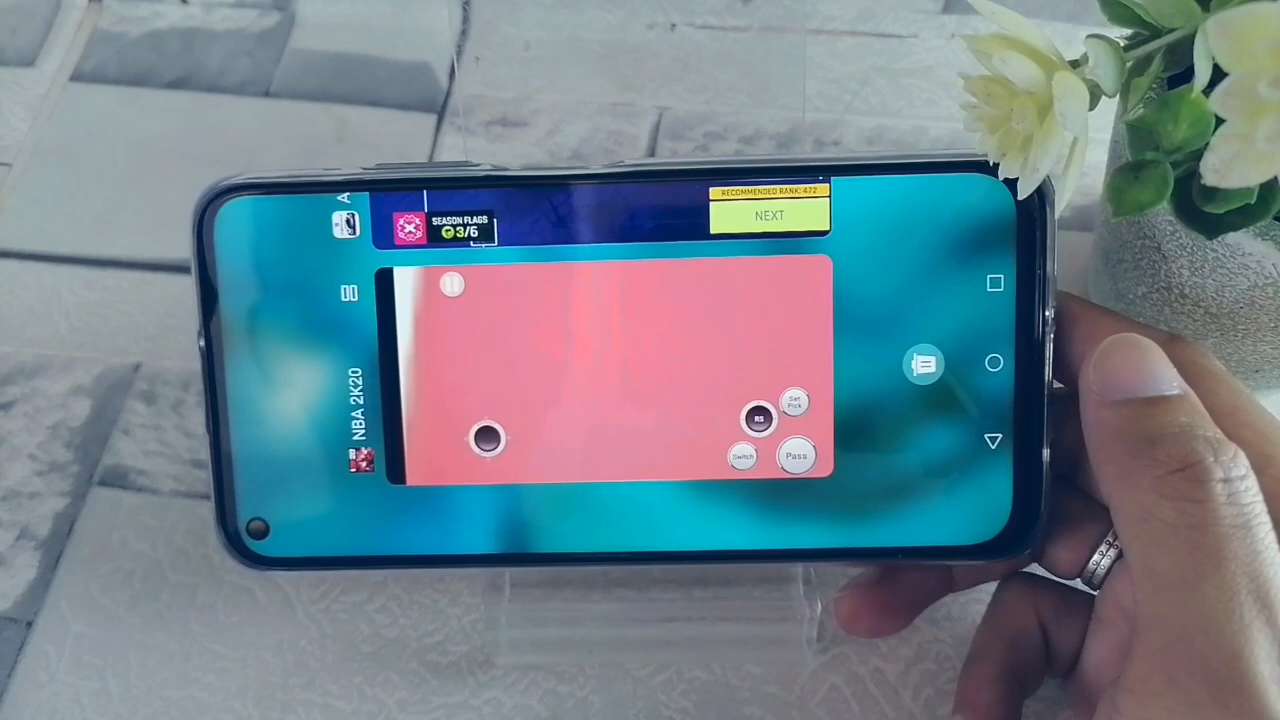 A
RECOMMENDED RANK: 472
SEASON FLAGS
3/6
NEXT
NBA 2K20
RS
Set
Pick
Switch
Pass